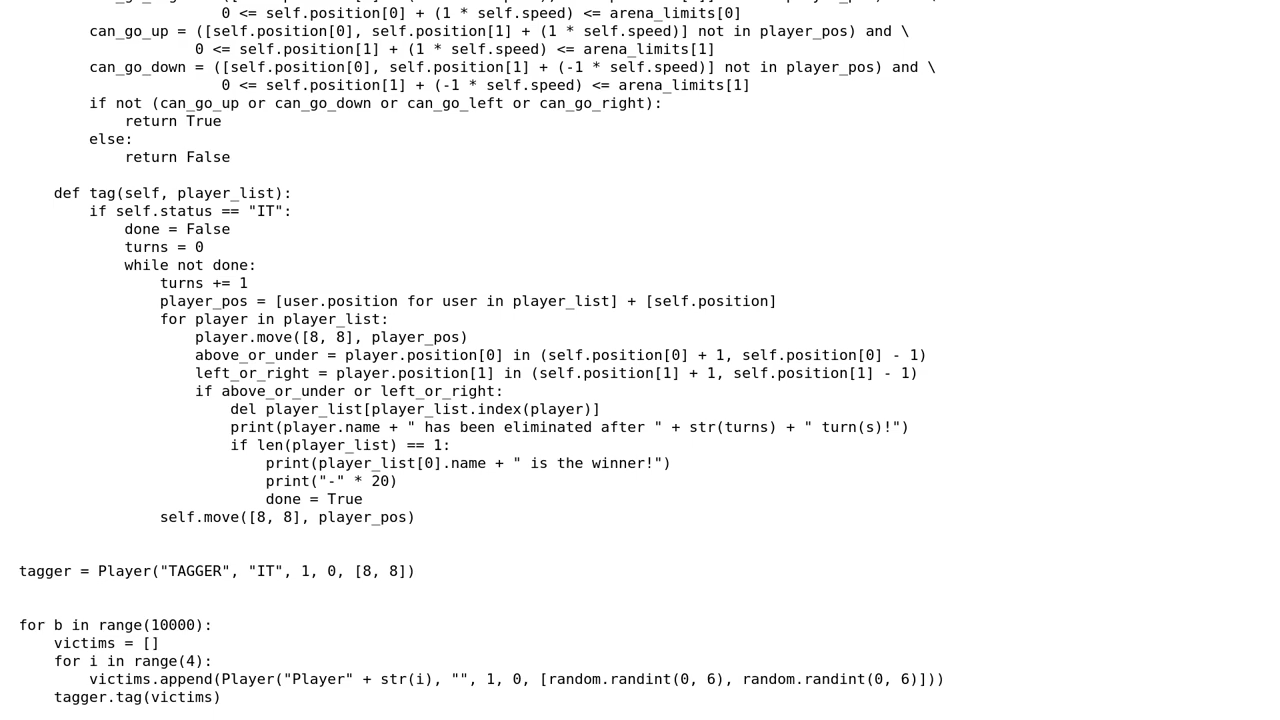 0 <= self.position[0] + (1 * self.speed) <= arena_limits[0]
        can_go_up = ([self.position[0], self.position[1] + (1 * self.speed)] not in player_pos) and \
                    0 <= self.position[1] + (1 * self.speed) <= arena_limits[1]
        can_go_down = ([self.position[0], self.position[1] + (-1 * self.speed)] not in player_pos) and \
                       0 <= self.position[1] + (-1 * self.speed) <= arena_limits[1]
        if not (can_go_up or can_go_down or can_go_left or can_go_right):
            return True
        else:
            return False

    def tag(self, player_list):
        if self.status == "IT":
            done = False
            turns = 0
            while not done:
                turns += 1
                player_pos = [user.position for user in player_list] + [self.position]
                for player in player_list:
                    player.move([8, 8], player_pos)
                    above_or_under = player.position[0] in (self.position[0] + 1, self.position[0] - 1)
                    left_or_right = player.position[1] in (self.position[1] + 1, self.position[1] - 1)
                    if above_or_under or left_or_right:
                        del player_list[player_list.index(player)]
                        print(player.name + " has been eliminated after " + str(turns) + " turn(s)!")
                        if len(player_list) == 1:
                            print(player_list[0].name + " is the winner!")
                            print("-" * 20)
                            done = True
                self.move([8, 8], player_pos)


tagger = Player("TAGGER", "IT", 1, 0, [8, 8])


for b in range(10000):
    victims = []
    for i in range(4):
        victims.append(Player("Player" + str(i), "", 1, 0, [random.randint(0, 6), random.randint(0, 6)]))
    tagger.tag(victims)